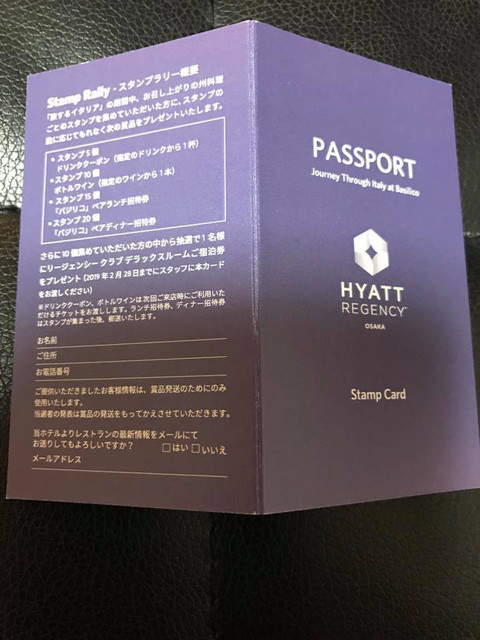 Stamp Rally - スタンプラリー概要
「旅するイタリア」の期間中、お召し上がりの州料理
ごとのスタンプを集めていただいた方に、スタンプの
数に応じてもれなく次の賞品をプレゼントいたします。
* スタンプ5個
ドリンククーポン（指定のドリンクから1杯）
* スタンプ10個
ボトルワイン（指定のワインから1本）
* スタンプ15個
「バジリコ」ペアランチ招待券
* スタンプ20個
「バジリコ」ペアディナー招待券
さらに10個集めていただいた方の中から抽選で1名様
にリージェンシー クラブ デラックスルームご宿泊券
をプレゼント（2019年2月28日までにスタッフに本カード
をお渡しください）
※ドリンククーポン、ボトルワインは次回ご来店時にご利用いた
だけるチケットをお渡しします。ランチ招待券、ディナー招待券
はスタンプが集まった後、郵送いたします。
お名前
ご住所
お電話番号
ご提供いただきましたお客様情報は、賞品発送のためにのみ
使用いたします。
当選者の発表は賞品の発送をもってかえさせていただきます。
当ホテルよりレストランの最新情報をメールにて
お送りしてもよろしいですか？ □はい □いいえ
メールアドレス
PASSPORT
Journey Through Italy at Basilico
HYATT
REGENCY™
OSAKA
Stamp Card